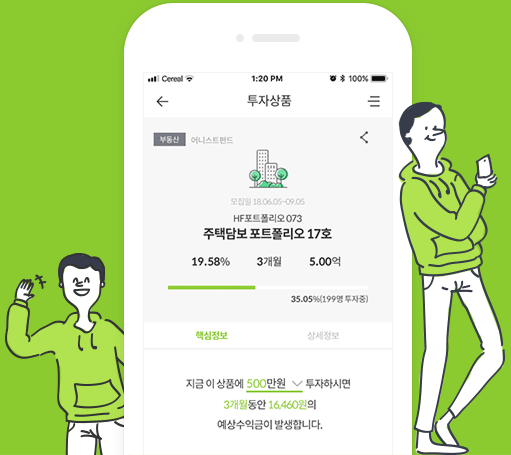 Cereal 1:20 PM 100%
투자상품
부동산 어니스트펀드
모집일 18.06.05~09.05
HF포트폴리오 073
주택담보 포트폴리오 17호
19.58% 3개월 5.00억
35.05%(199명 투자중)
핵심정보 상세정보
지금 이 상품에 500만원 투자하시면
3개월동안 16,460원의
예상수익금이 발생합니다.